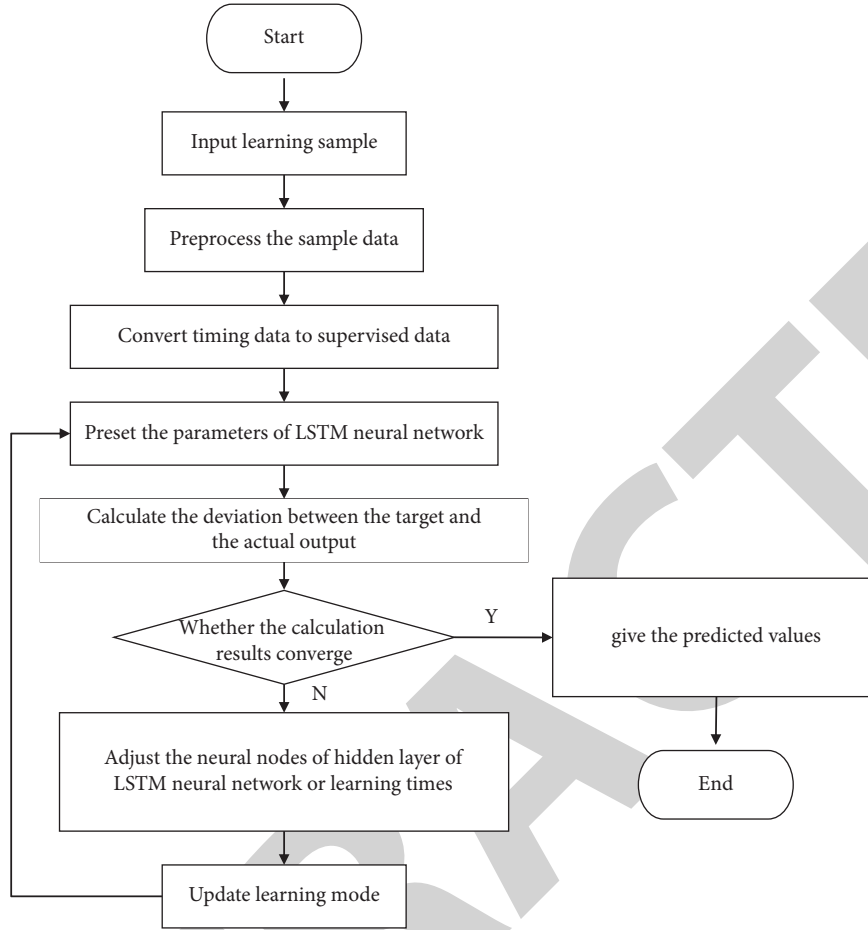 Start
Input learning sample
Preprocess the sample data
Convert timing data to supervised data
Preset the parameters of LSTM neural network
Calculate the deviation between the target and
the actual output
Whether the calculation
results converge
Y
give the predicted values
N
Adjust the neural nodes of hidden layer of
LSTM neural network or learning times
End
Update learning mode